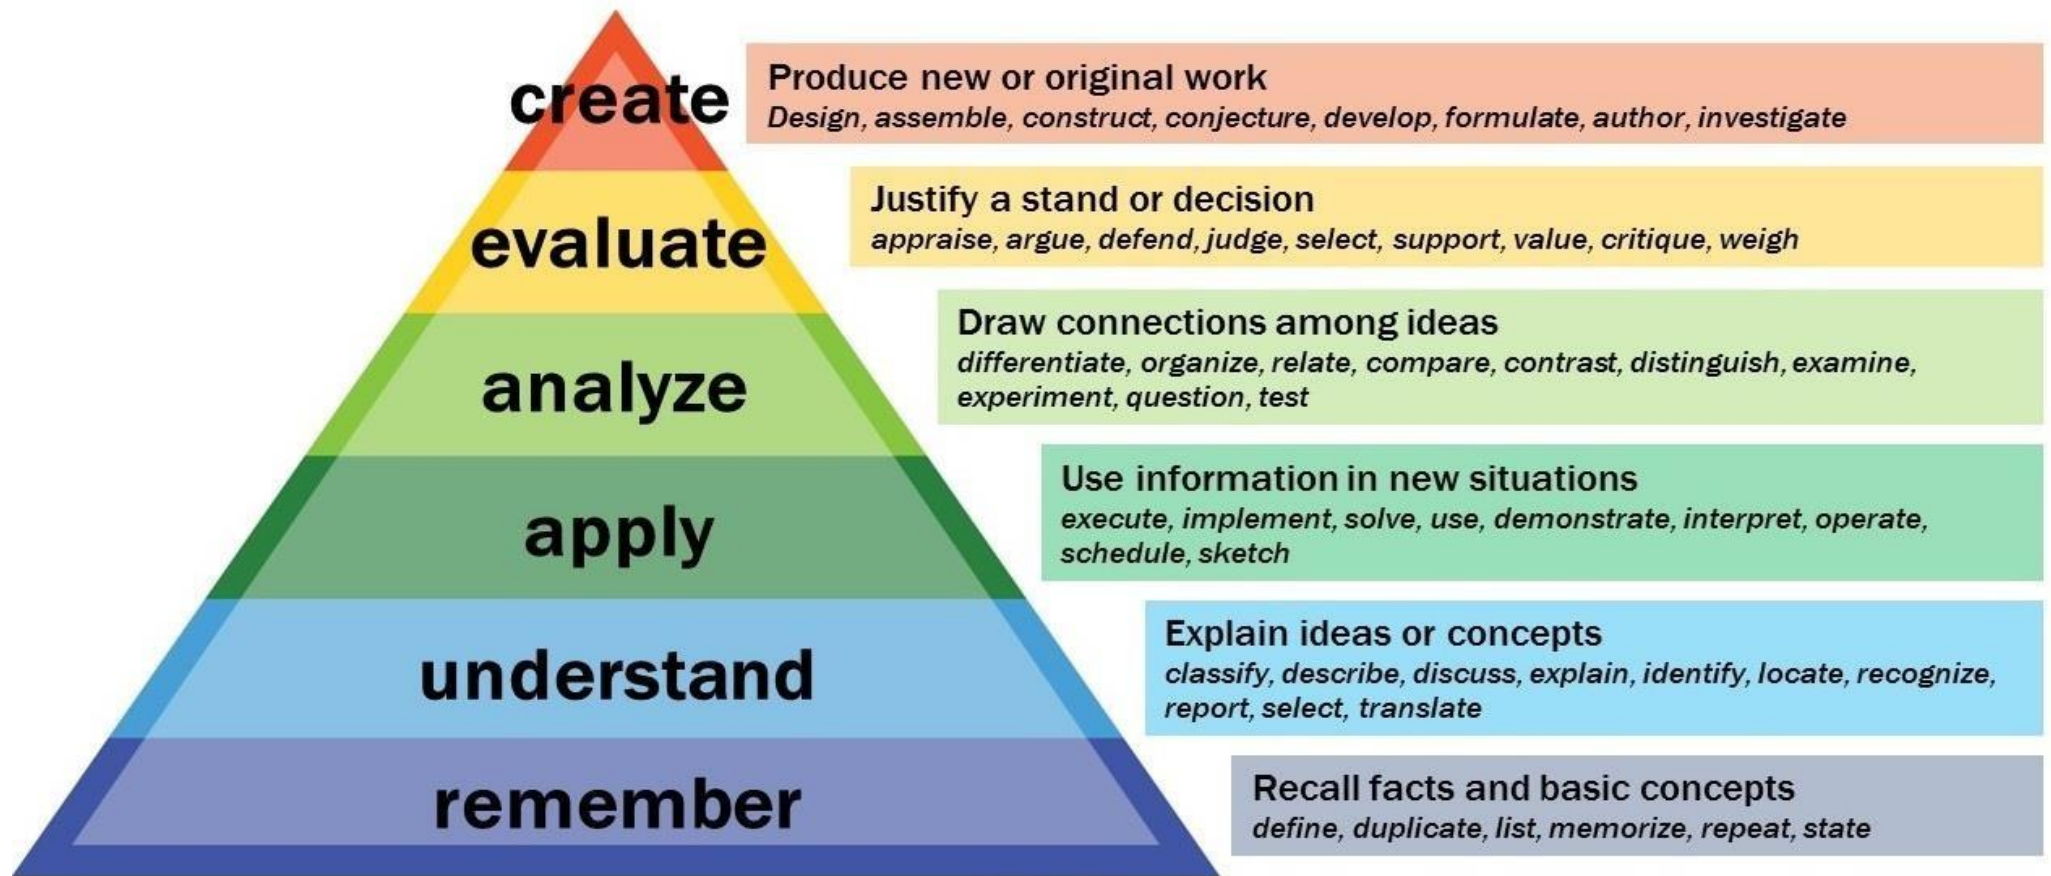 create
Produce new or original work
Design, assemble, construct, conjecture, develop, formulate, author, investigate
evaluate
Justify a stand or decision
appraise, argue, defend, judge, select, support, value, critique, weigh
analyze
Draw connections among ideas
differentiate, organize, relate, compare, contrast, distinguish, examine,
experiment, question, test
apply
Use information in new situations
execute, implement, solve, use, demonstrate, interpret, operate,
schedule, sketch
understand
Explain ideas or concepts
classify, describe, discuss, explain, identify, locate, recognize,
report, select, translate
remember
Recall facts and basic concepts
define, duplicate, list, memorize, repeat, state